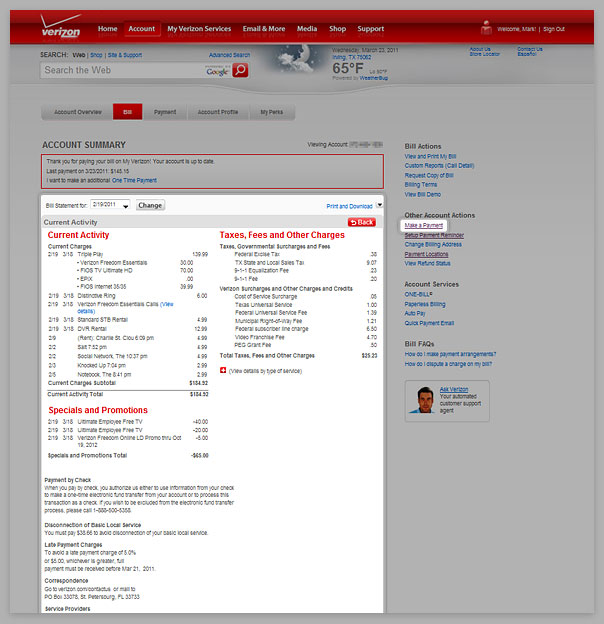 verizon
Home Account My Verizon Services Email & More Media Shop Support
Welcome, Mark! | Sign Out
SEARCH: Web | Shop | Site & Support Advanced Search
Search the Web
POWERED BY Google
Wednesday, March 23, 2011
Irving, TX 75062
65°F Lo 50°F
Powered by WeatherBug
About Us
Store Locator
Contact Us
Español
Account Overview Bill Payment Account Profile My Perks
ACCOUNT SUMMARY
Viewing Account:
Thank you for paying your bill on My Verizon! Your account is up to date.
Last payment on 3/23/2011: $145.15
I want to make an additional One Time Payment
Bill Statement for: 2/19/2011 Change
Print and Download
Current Activity
Back
Current Activity
Current Charges
2/19 3/18 Triple Play 139.99
• Verizon Freedom Essentials 30.00
• FIOS TV Ultimate HD 70.00
• EPIX .00
• FIOS Internet 35/35 39.99
2/19 3/18 Distinctive Ring 6.00
2/19 3/18 Verizon Freedom Essentials Calls (View details)
2/19 3/18 Standard STB Rental 4.99
2/19 3/18 DVR Rental 12.99
2/9 (Rent): Charlie St. Clou 6:09 pm 4.99
2/2 Salt 7:52 pm 4.99
2/2 Social Network, The 10:37 pm 4.99
2/3 Knocked Up 7:04 pm 2.99
2/5 Notebook, The 8:41 pm 2.99
Current Charges Subtotal $184.92
Current Activity Total $184.92
Specials and Promotions
2/19 3/18 Ultimate Employee Free TV -40.00
2/19 3/18 Ultimate Employee Free TV -20.00
2/19 3/18 Verizon Freedom Online LD Promo thru Oct 19, 2012 -5.00
Specials and Promotions Total -$65.00
Taxes, Fees and Other Charges
Taxes, Governmental Surcharges and Fees
Federal Excise Tax .38
TX State and Local Sales Tax 9.07
9-1-1 Equalization Fee .23
9-1-1 Fee .20
Verizon Surcharges and Other Charges and Credits
Cost of Service Surcharge .05
Texas Universal Service 1.00
Federal Universal Service Fee 1.39
Municipal Right-of-Way Fee 1.21
Federal subscriber line charge 6.50
Video Franchise Fee 4.70
PEG Grant Fee .50
Total Taxes, Fees and Other Charges $25.23
(View details by type of service)
Payment by Check
When you pay by check, you authorize us either to use information from your check
to make a one-time electronic fund transfer from your account or to process this
transaction as a check. If you wish to be excluded from the electronic fund transfer
process, please call 1-888-500-5358.
Disconnection of Basic Local Service
You must pay $38.66 to avoid disconnection of your basic local service.
Late Payment Charges
To avoid a late payment charge of 5.0%
or $5.00, whichever is greater, full
payment must be received before Mar 21, 2011.
Correspondence
Go to verizon.com/contactus or mail to
PO Box 33078, St. Petersburg, FL 33733
Service Providers
Bill Actions
View and Print My Bill
Custom Reports (Call Detail)
Request Copy of Bill
Billing Terms
View Bill Demo
Other Account Actions
Make a Payment
Setup Payment Reminder
Change Billing Address
Payment Locations
View Refund Status
Account Services
ONE-BILL®
Paperless Billing
Auto Pay
Quick Payment Email
Bill FAQs
How do I make payment arrangements?
How do I dispute a charge on my bill?
Ask Verizon
Your automated
customer support
agent